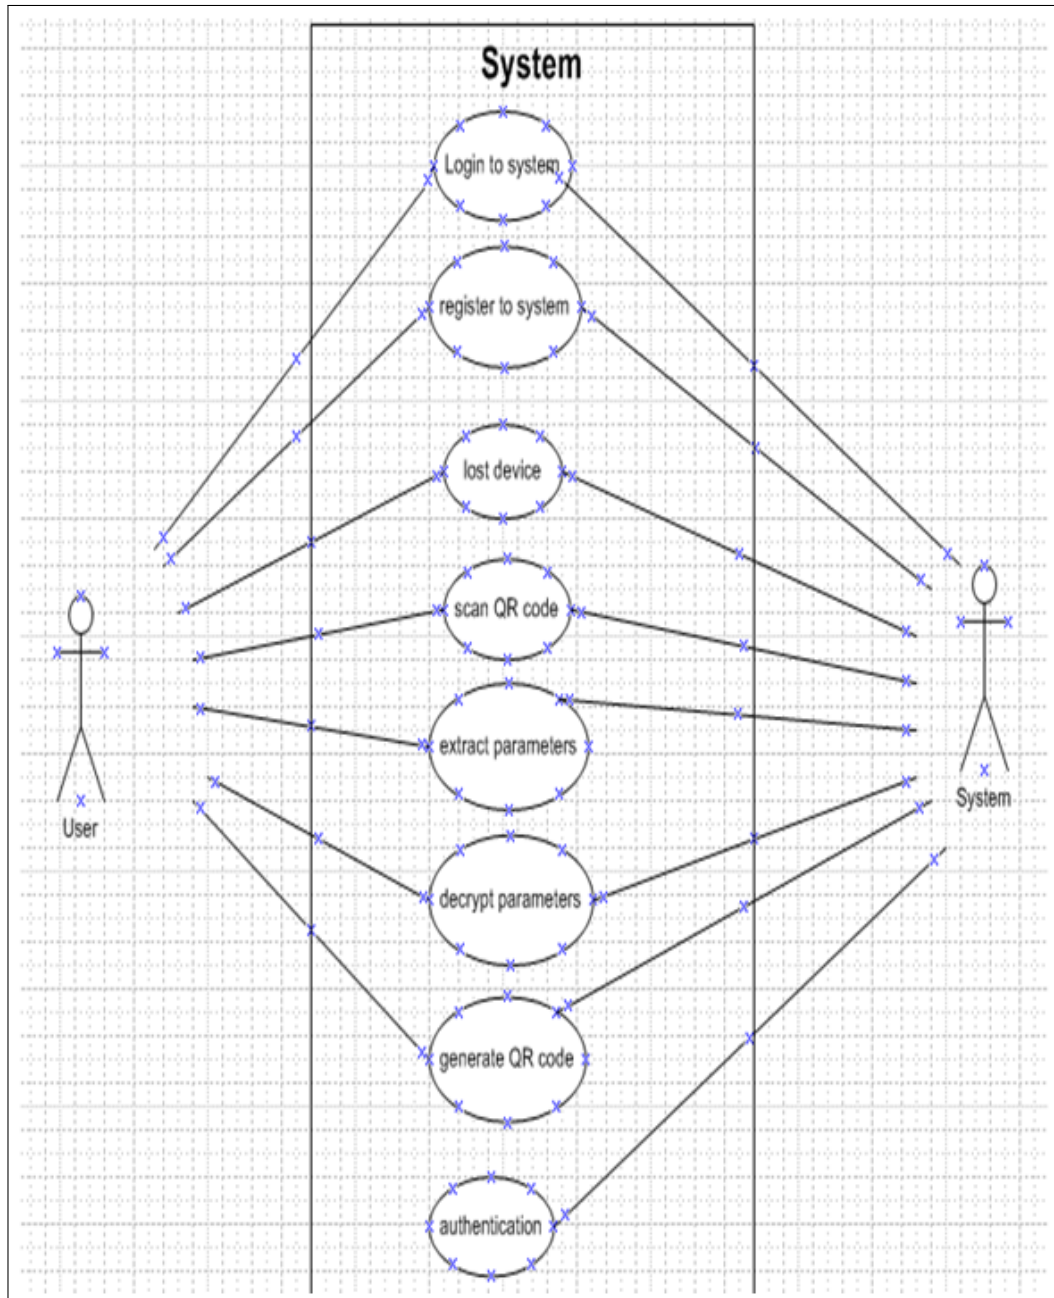 System
Login to system
register to system
lost device
scan QR code
extract parameters
decrypt parameters
generate QR code
authentication
User
System